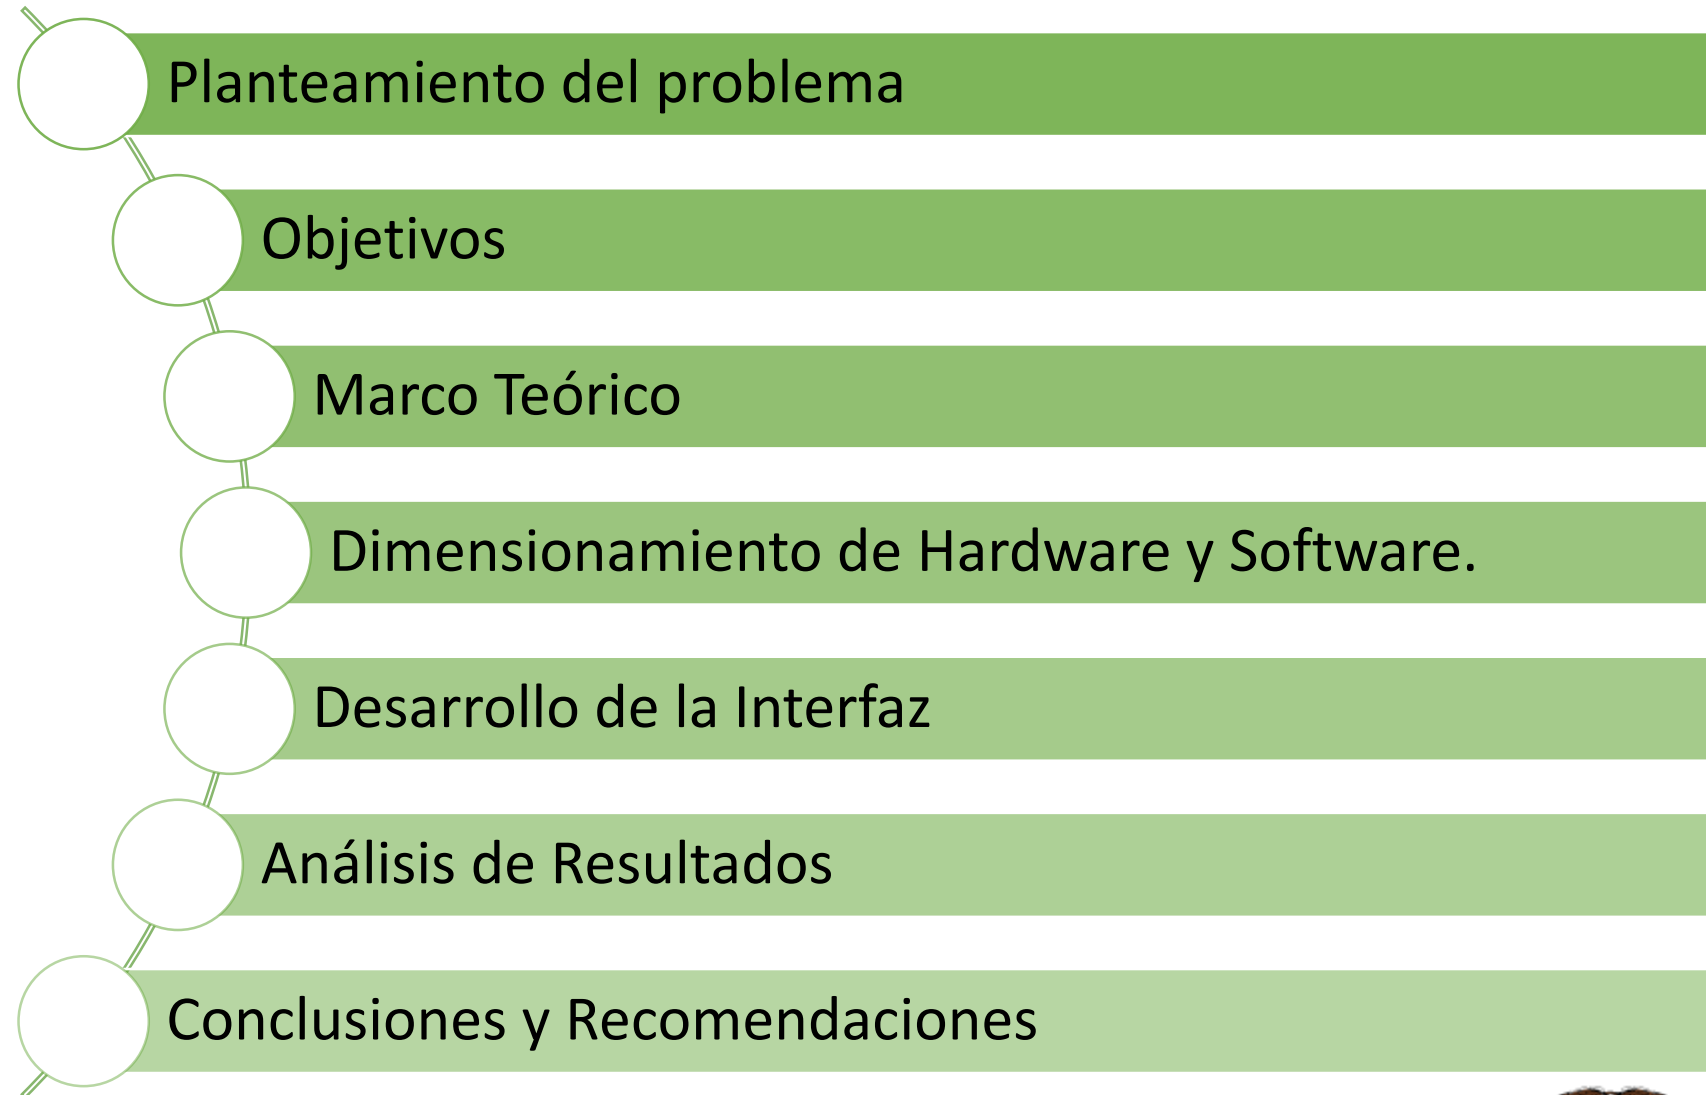 Planteamiento del problema
Objetivos
Marco Teórico
Dimensionamiento de Hardware y Software.
Desarrollo de la Interfaz
Análisis de Resultados
Conclusiones y Recomendaciones